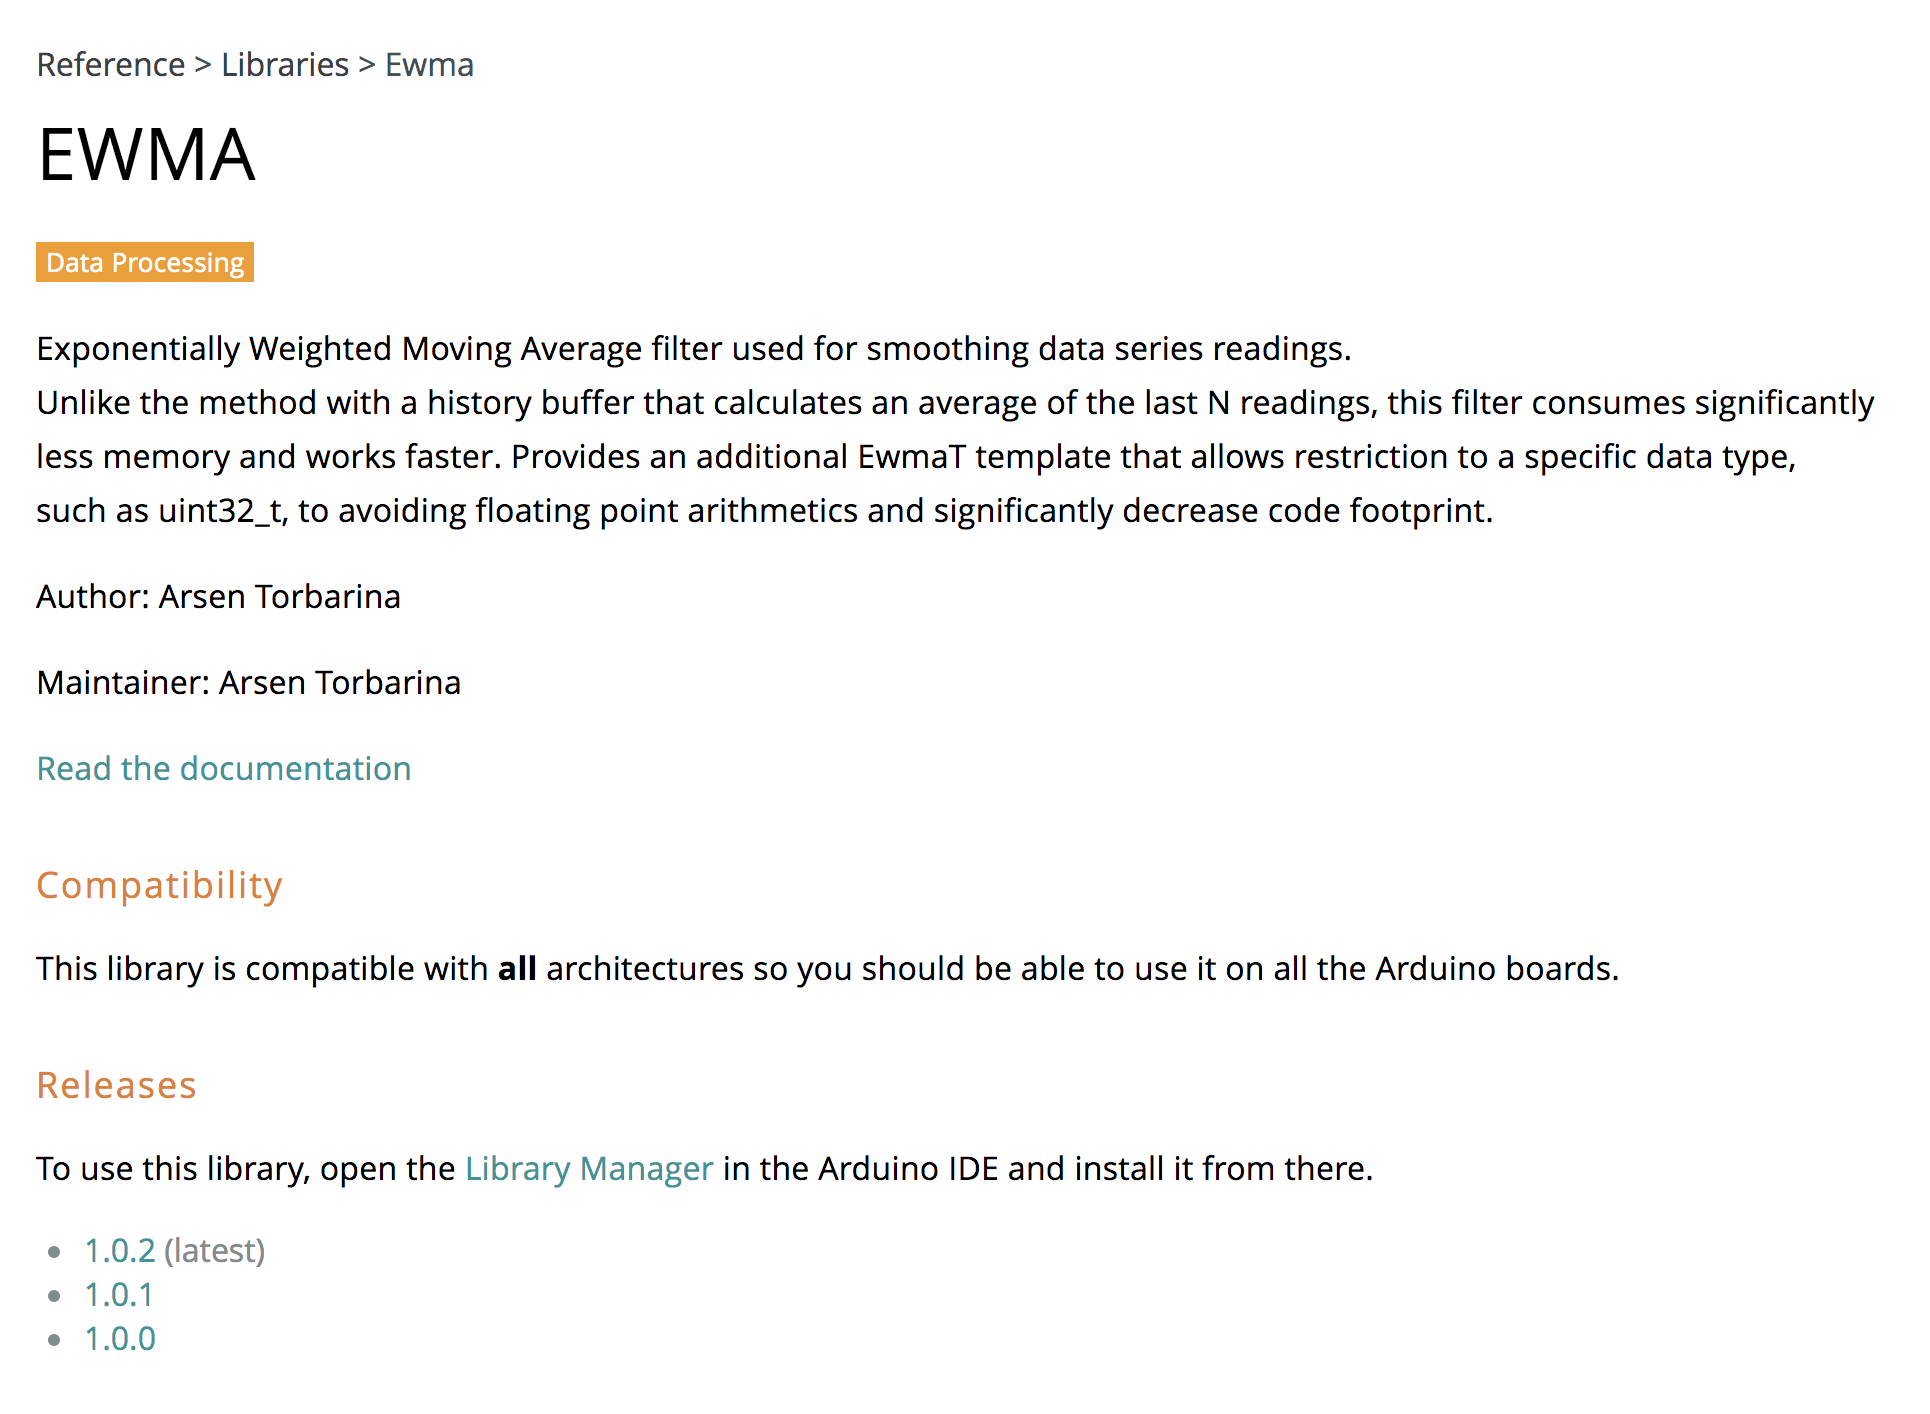 Reference > Libraries > Ewma
EWMA
Data Processing
Exponentially Weighted Moving Average filter used for smoothing data series readings.
Unlike the method with a history buffer that calculates an average of the last N readings, this filter consumes significantly
less memory and works faster. Provides an additional EwmaT template that allows restriction to a specific data type,
such as uint32_t, to avoiding floating point arithmetics and significantly decrease code footprint.
Author: Arsen Torbarina
Maintainer: Arsen Torbarina
Read the documentation
Compatibility
This library is compatible with all architectures so you should be able to use it on all the Arduino boards.
Releases
To use this library, open the Library Manager in the Arduino IDE and install it from there.
• 1.0.2 (latest)
• 1.0.1
• 1.0.0